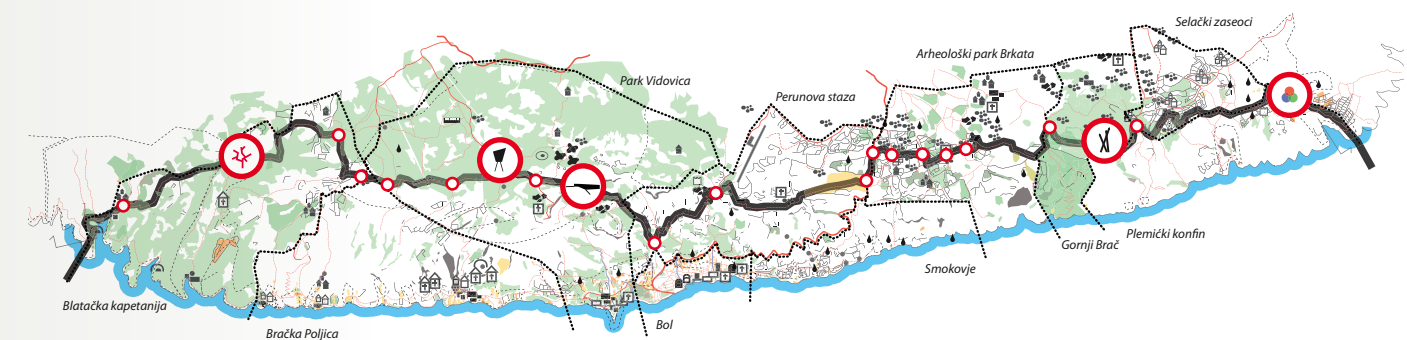 Selački zaseoci
Arheološki park Brkata
Park Vidovica
Perunova staza
Plemićki konfin
Gornji Brač
Smokovje
Blatačka kapetanija
Bol
Bračka Poljica